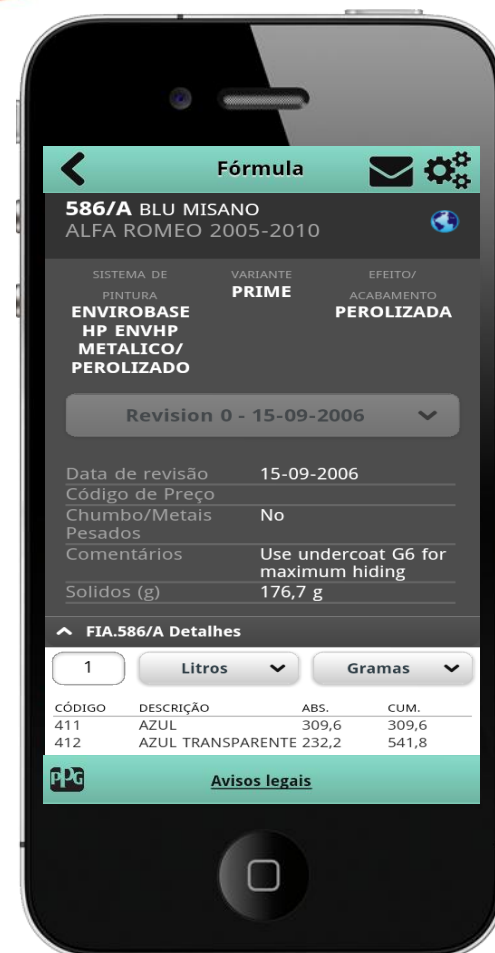 Fórmula
586/A BLU MISANO
ALFA ROMEO 2005-2010
SISTEMA DE PINTURA
ENVIROBASE HP ENVHP METALICO/ PEROLIZADO
VARIANTE
PRIME
EFEITO/ ACABAMENTO
PEROLIZADA
Revision 0 - 15-09-2006
Data de revisão 15-09-2006
Código de Preço
Chumbo/Metais Pesados No
Comentários Use undercoat G6 for maximum hiding
Solidos (g) 176,7 g
FIA.586/A Detalhes
1 Litros Gramas
CÓDIGO DESCRIÇÃO ABS. CUM.
411 AZUL 309,6 309,6
412 AZUL TRANSPARENTE 232,2 541,8
PPG Avisos legais